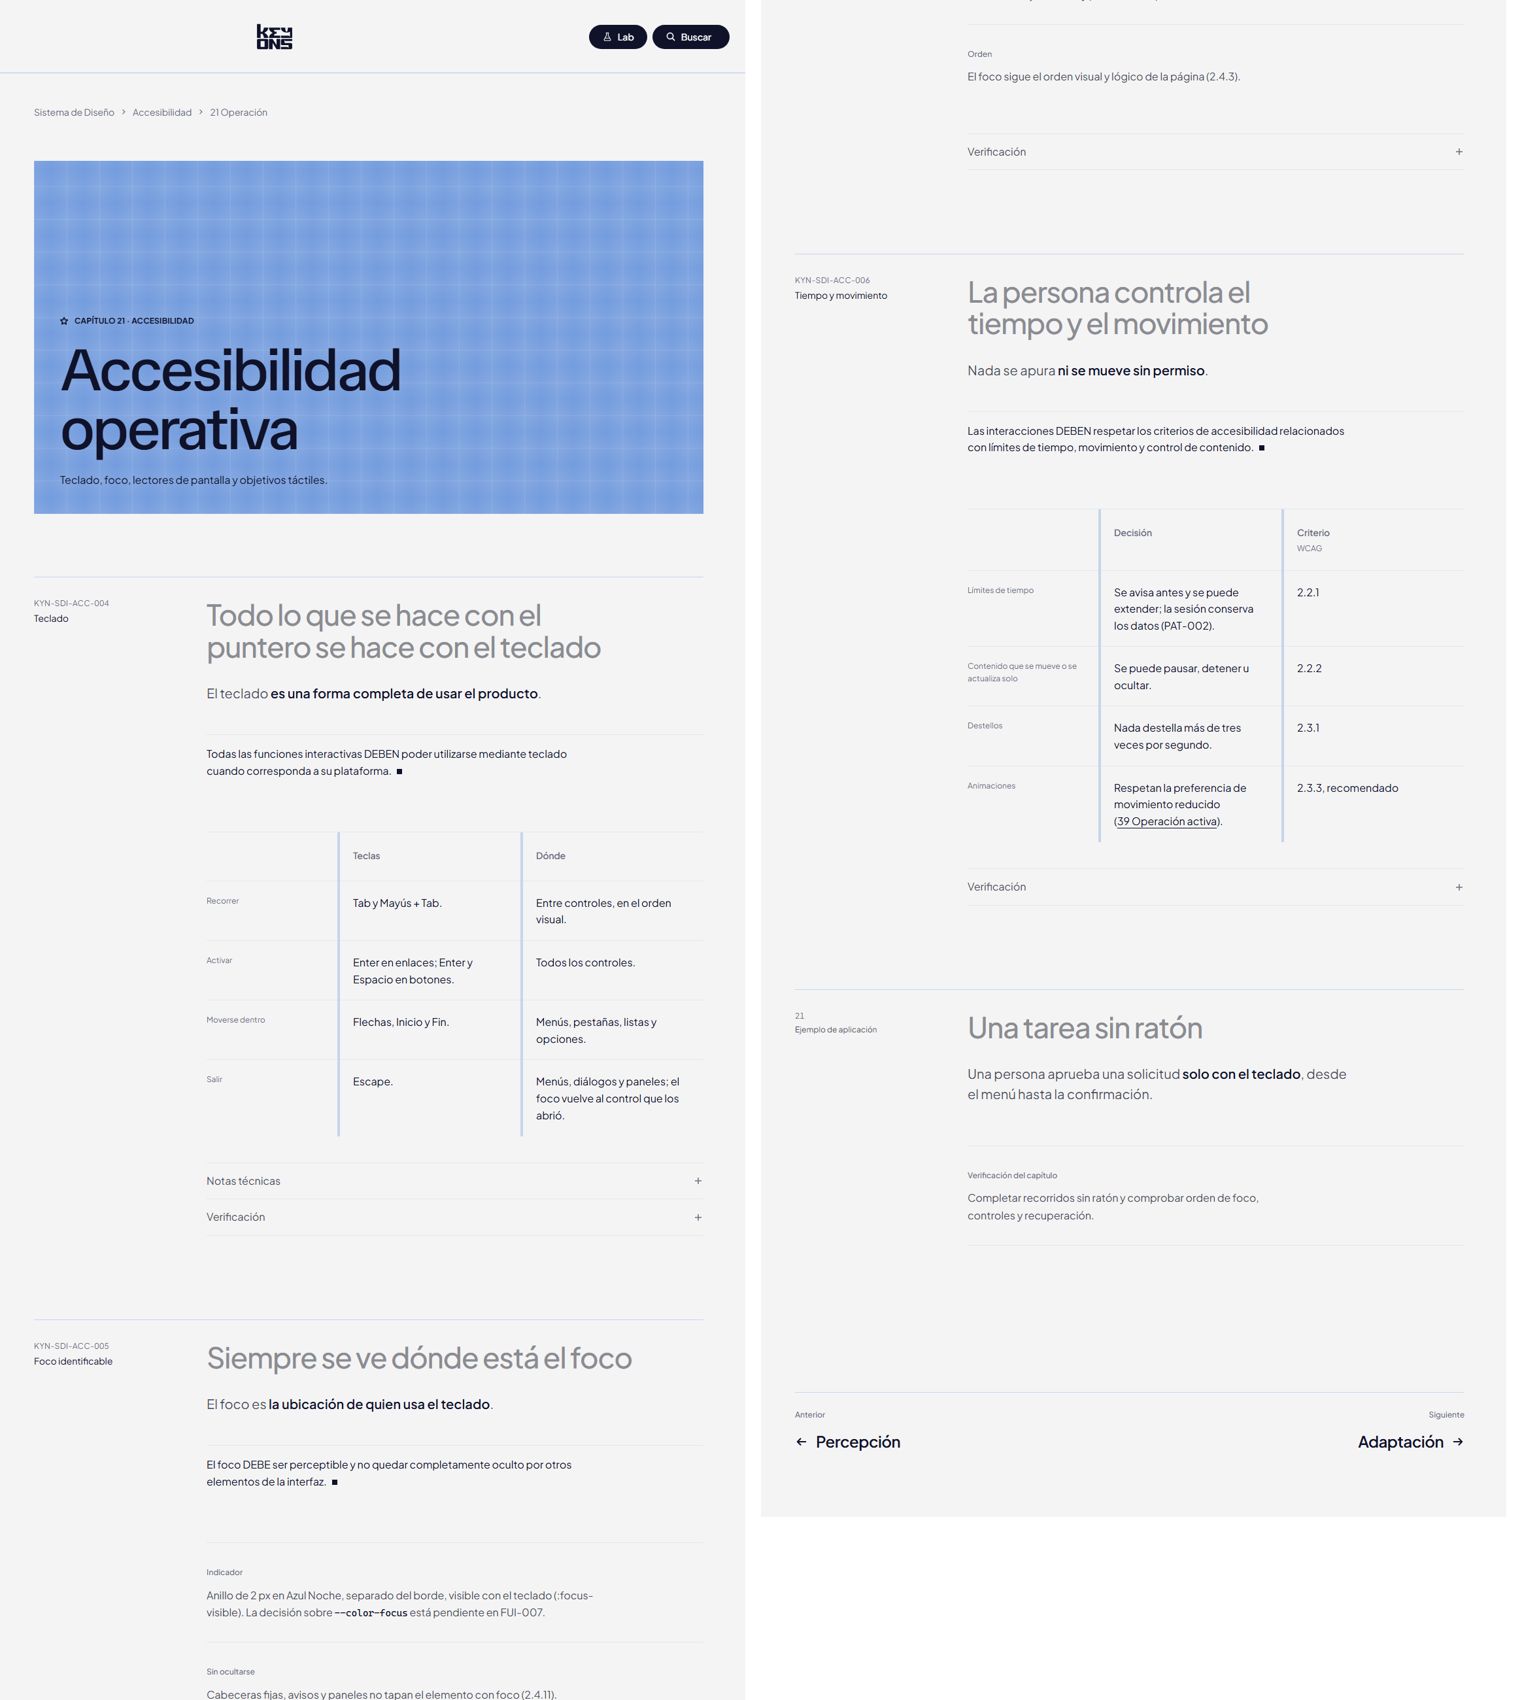 KEYONS
Lab
Buscar
Sistema de Diseño > Accesibilidad > 21 Operación
CAPÍTULO 21 · ACCESIBILIDAD
Accesibilidad
operativa
Teclado, foco, lectores de pantalla y objetivos táctiles.
KYN-SDI-ACC-004
Teclado
Todo lo que se hace con el
puntero se hace con el teclado
El teclado es una forma completa de usar el producto.
Todas las funciones interactivas DEBEN poder utilizarse mediante teclado
cuando corresponda a su plataforma.
Teclas
Dónde
Recorrer
Tab y Mayús + Tab.
Entre controles, en el orden
visual.
Activar
Enter en enlaces; Enter y
Espacio en botones.
Todos los controles.
Moverse dentro
Flechas, Inicio y Fin.
Menús, pestañas, listas y
opciones.
Salir
Escape.
Menús, diálogos y paneles; el
foco vuelve al control que los
abrió.
Notas técnicas +
Verificación +
KYN-SDI-ACC-005
Foco identificable
Siempre se ve dónde está el foco
El foco es la ubicación de quien usa el teclado.
El foco DEBE ser perceptible y no quedar completamente oculto por otros
elementos de la interfaz.
Indicador
Anillo de 2 px en Azul Noche, separado del borde, visible con el teclado (:focus-
visible). La decisión sobre --color-focus está pendiente en FUI-007.
Sin ocultarse
Cabeceras fijas, avisos y paneles no tapan el elemento con foco (2.4.11).
Orden
El foco sigue el orden visual y lógico de la página (2.4.3).
Verificación +
KYN-SDI-ACC-006
Tiempo y movimiento
La persona controla el
tiempo y el movimiento
Nada se apura ni se mueve sin permiso.
Las interacciones DEBEN respetar los criterios de accesibilidad relacionados
con límites de tiempo, movimiento y control de contenido.
Decisión
Criterio
WCAG
Límites de tiempo
Se avisa antes y se puede
extender; la sesión conserva
los datos (PAT-002).
2.2.1
Contenido que se mueve o se
actualiza solo
Se puede pausar, detener u
ocultar.
2.2.2
Destellos
Nada destella más de tres
veces por segundo.
2.3.1
Animaciones
Respetan la preferencia de
movimiento reducido
(39 Operación activa).
2.3.3, recomendado
Verificación +
21
Ejemplo de aplicación
Una tarea sin ratón
Una persona aprueba una solicitud solo con el teclado, desde
el menú hasta la confirmación.
Verificación del capítulo
Completar recorridos sin ratón y comprobar orden de foco,
controles y recuperación.
Anterior
← Percepción
Siguiente
Adaptación →